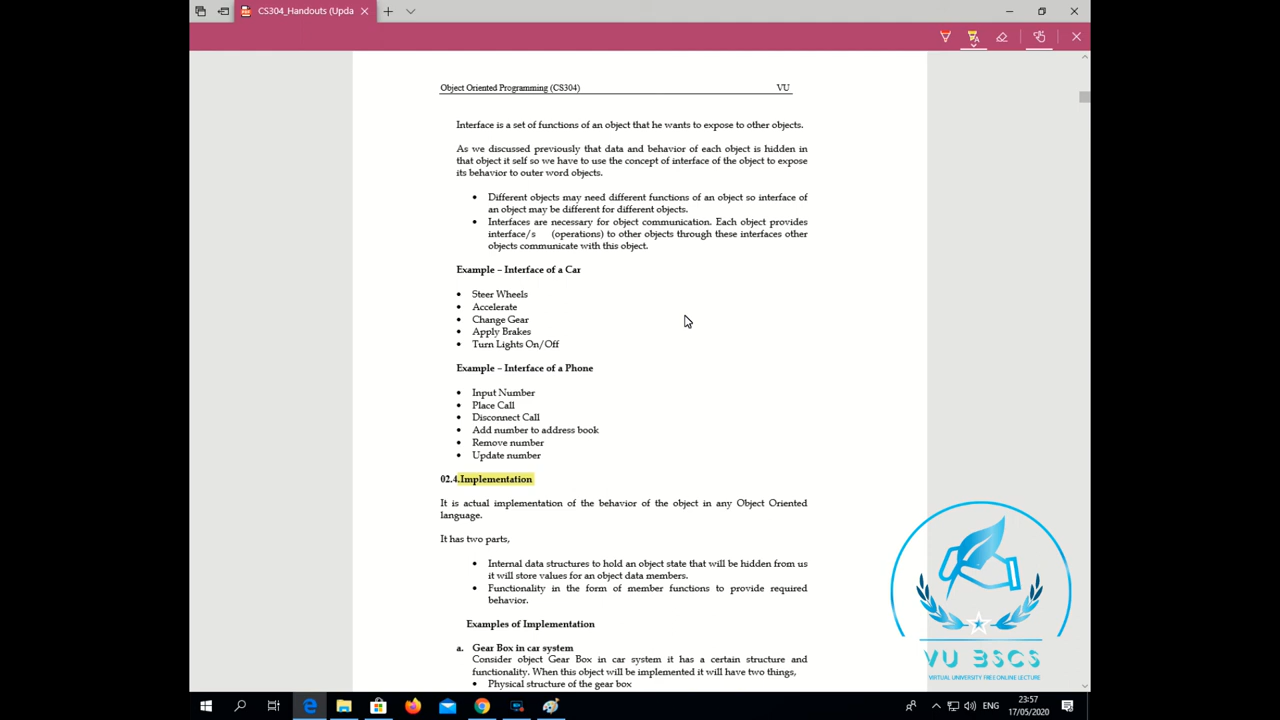 CS304_Handouts (Upda
Object Oriented Programming (CS304) VU
Interface is a set of functions of an object that he wants to expose to other objects.
As we discussed previously that data and behavior of each object is hidden in
that object it self so we have to use the concept of interface of the object to expose
its behavior to outer word objects.
• Different objects may need different functions of an object so interface of
an object may be different for different objects.
• Interfaces are necessary for object communication. Each object provides
interface/s (operations) to other objects through these interfaces other
objects communicate with this object.
Example – Interface of a Car
• Steer Wheels
• Accelerate
• Change Gear
• Apply Brakes
• Turn Lights On/Off
Example – Interface of a Phone
• Input Number
• Place Call
• Disconnect Call
• Add number to address book
• Remove number
• Update number
02.4.Implementation
It is actual implementation of the behavior of the object in any Object Oriented
language.
It has two parts,
• Internal data structures to hold an object state that will be hidden from us
it will store values for an object data members.
• Functionality in the form of member functions to provide required
behavior.
Examples of Implementation
a. Gear Box in car system
Consider object Gear Box in car system it has a certain structure and
functionality. When this object will be implemented it will have two things,
• Physical structure of the gear box
VU BSCS
VIRTUAL UNIVERSITY FREE ONLINE LECTURE
ENG
23:57
17/05/2020